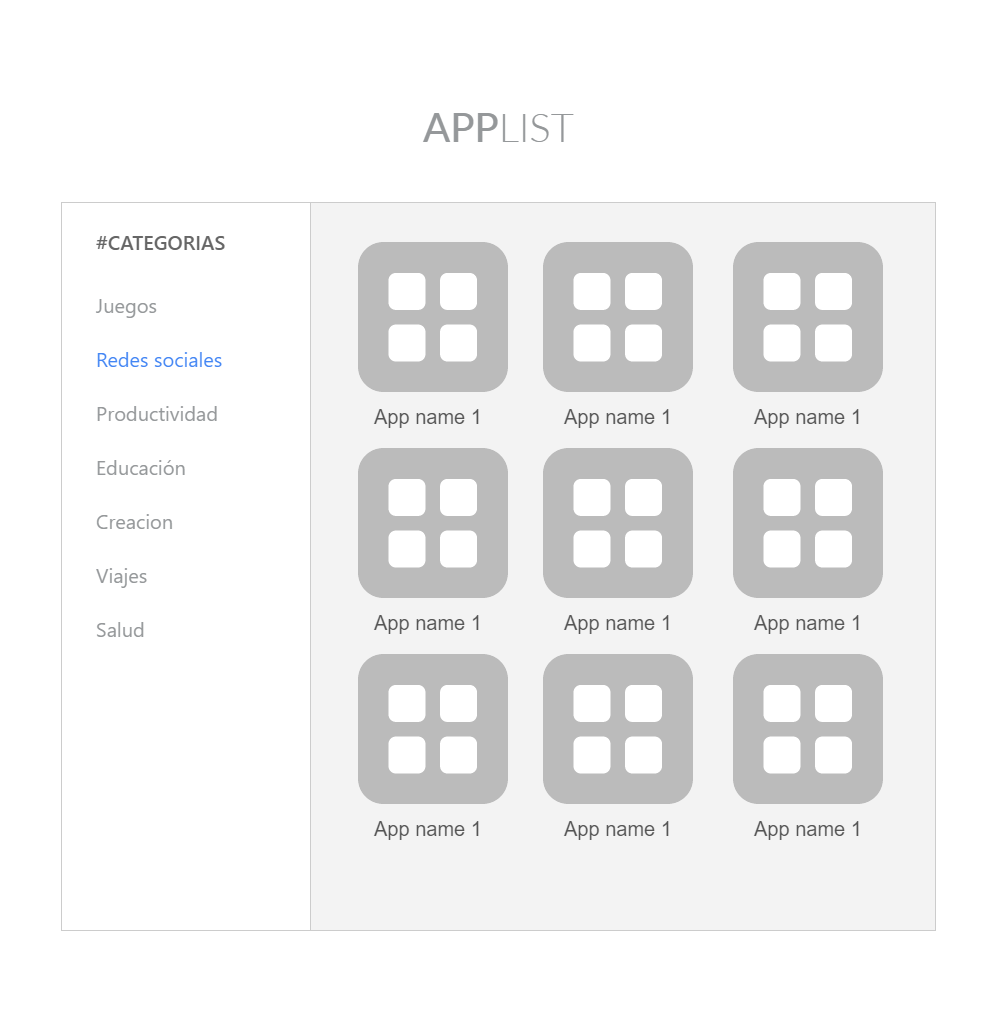 APPLIST
#CATEGORIAS
Juegos
Redes sociales
Productividad
Educación
Creacion
Viajes
Salud
App name 1
App name 1
App name 1
App name 1
App name 1
App name 1
App name 1
App name 1
App name 1